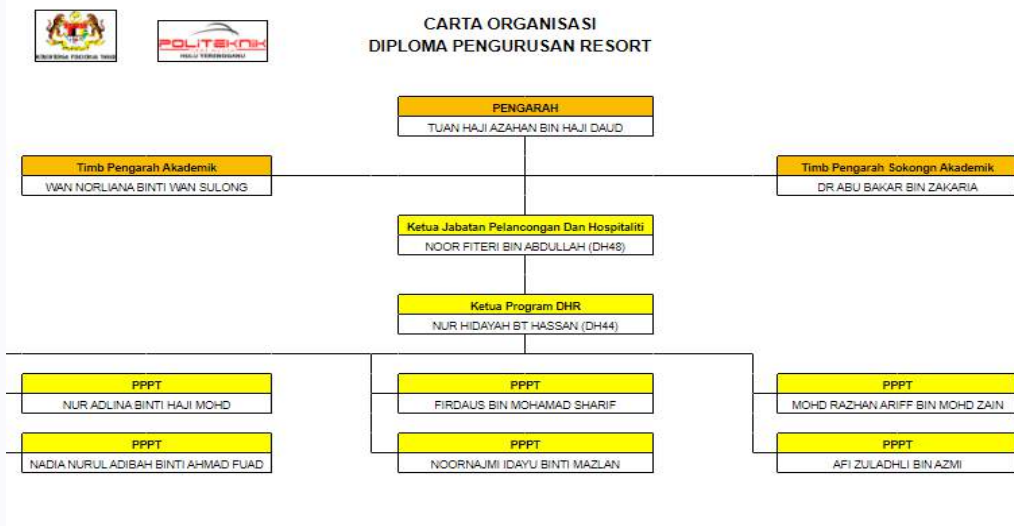 POLITEKNIK
HULU TERENGGANU
CARTA ORGANISASI
DIPLOMA PENGURUSAN RESORT
PENGARAH
TUAN HAJI AZAHAN BIN HAJI DAUD
Timb Pengarah Akademik
WAN NORLIANA BINTI WAN SULONG
Timb Pengarah Sokongn Akademik
DR ABU BAKAR BIN ZAKARIA
Ketua Jabatan Pelancongan Dan Hospitaliti
NOOR FITERI BIN ABDULLAH (DH48)
Ketua Program DHR
NUR HIDAYAH BT HASSAN (DH44)
PPPT
NUR ADLINA BINTI HAJI MOHD
PPPT
FIRDAUS BIN MOHAMAD SHARIF
PPPT
MOHD RAZHAN ARIFF BIN MOHD ZAIN
PPPT
NADIA NURUL ADIBAH BINTI AHMAD FUAD
PPPT
NOORNAJMI IDAYU BINTI MAZLAN
PPPT
AFI ZULADHLI BIN AZMI